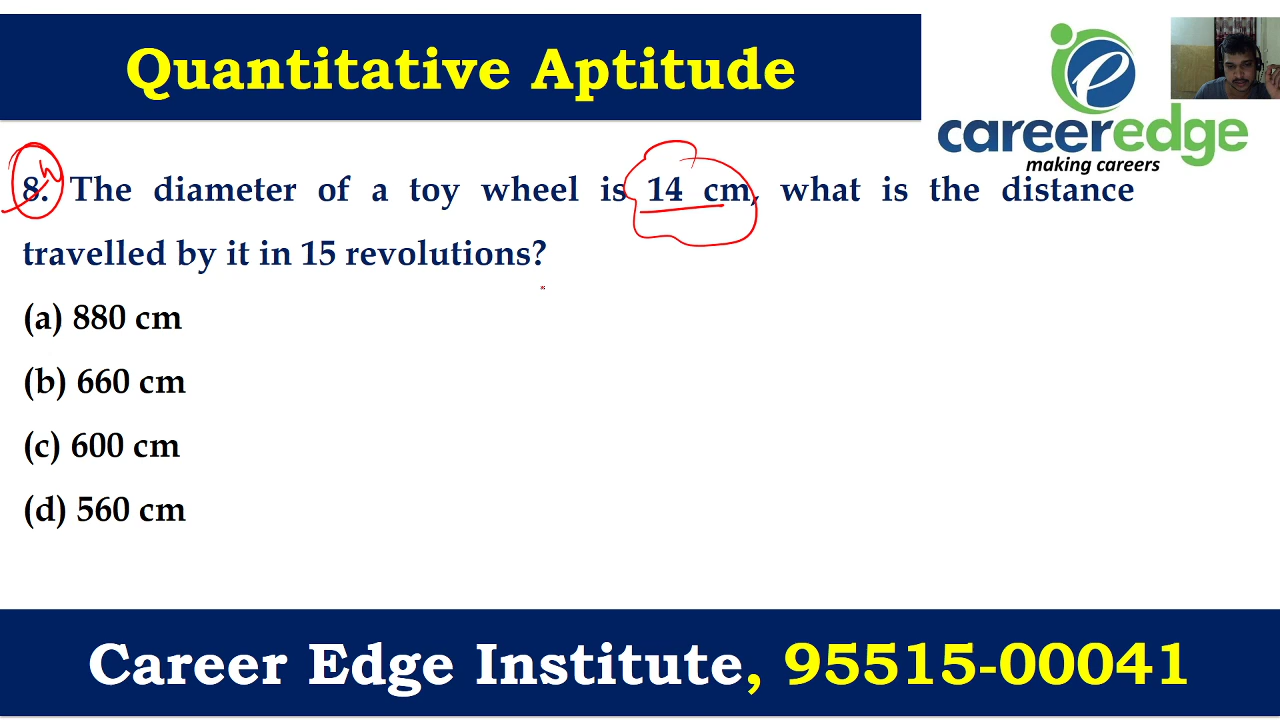 Quantitative Aptitude
careeredge
making careers
8. The diameter of a toy wheel is 14 cm, what is the distance
travelled by it in 15 revolutions?
(a) 880 cm
(b) 660 cm
(c) 600 cm
(d) 560 cm
Career Edge Institute, 95515-00041